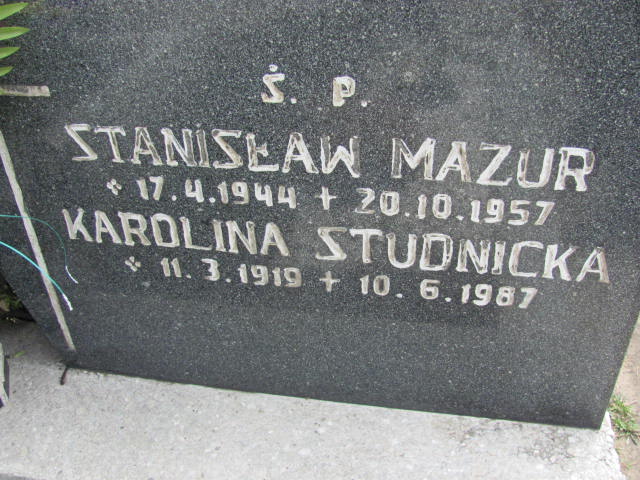 Ś. P.
STANISŁAW MAZUR
* 17.4.1944 + 20.10.1957
KAROLINA STUDNICKA
* 11.3.1919 + 10.6.1987